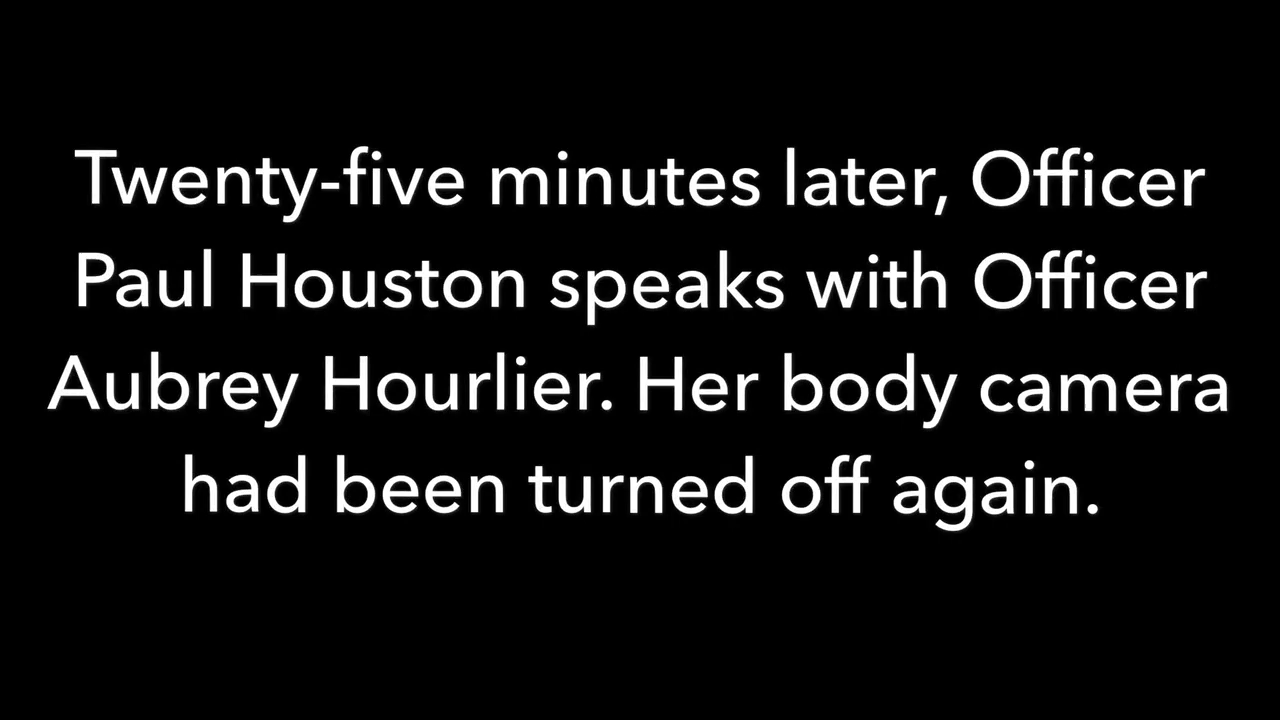 Twenty-five minutes later, Officer
Paul Houston speaks with Officer
Aubrey Hourlier. Her body camera
had been turned off again.